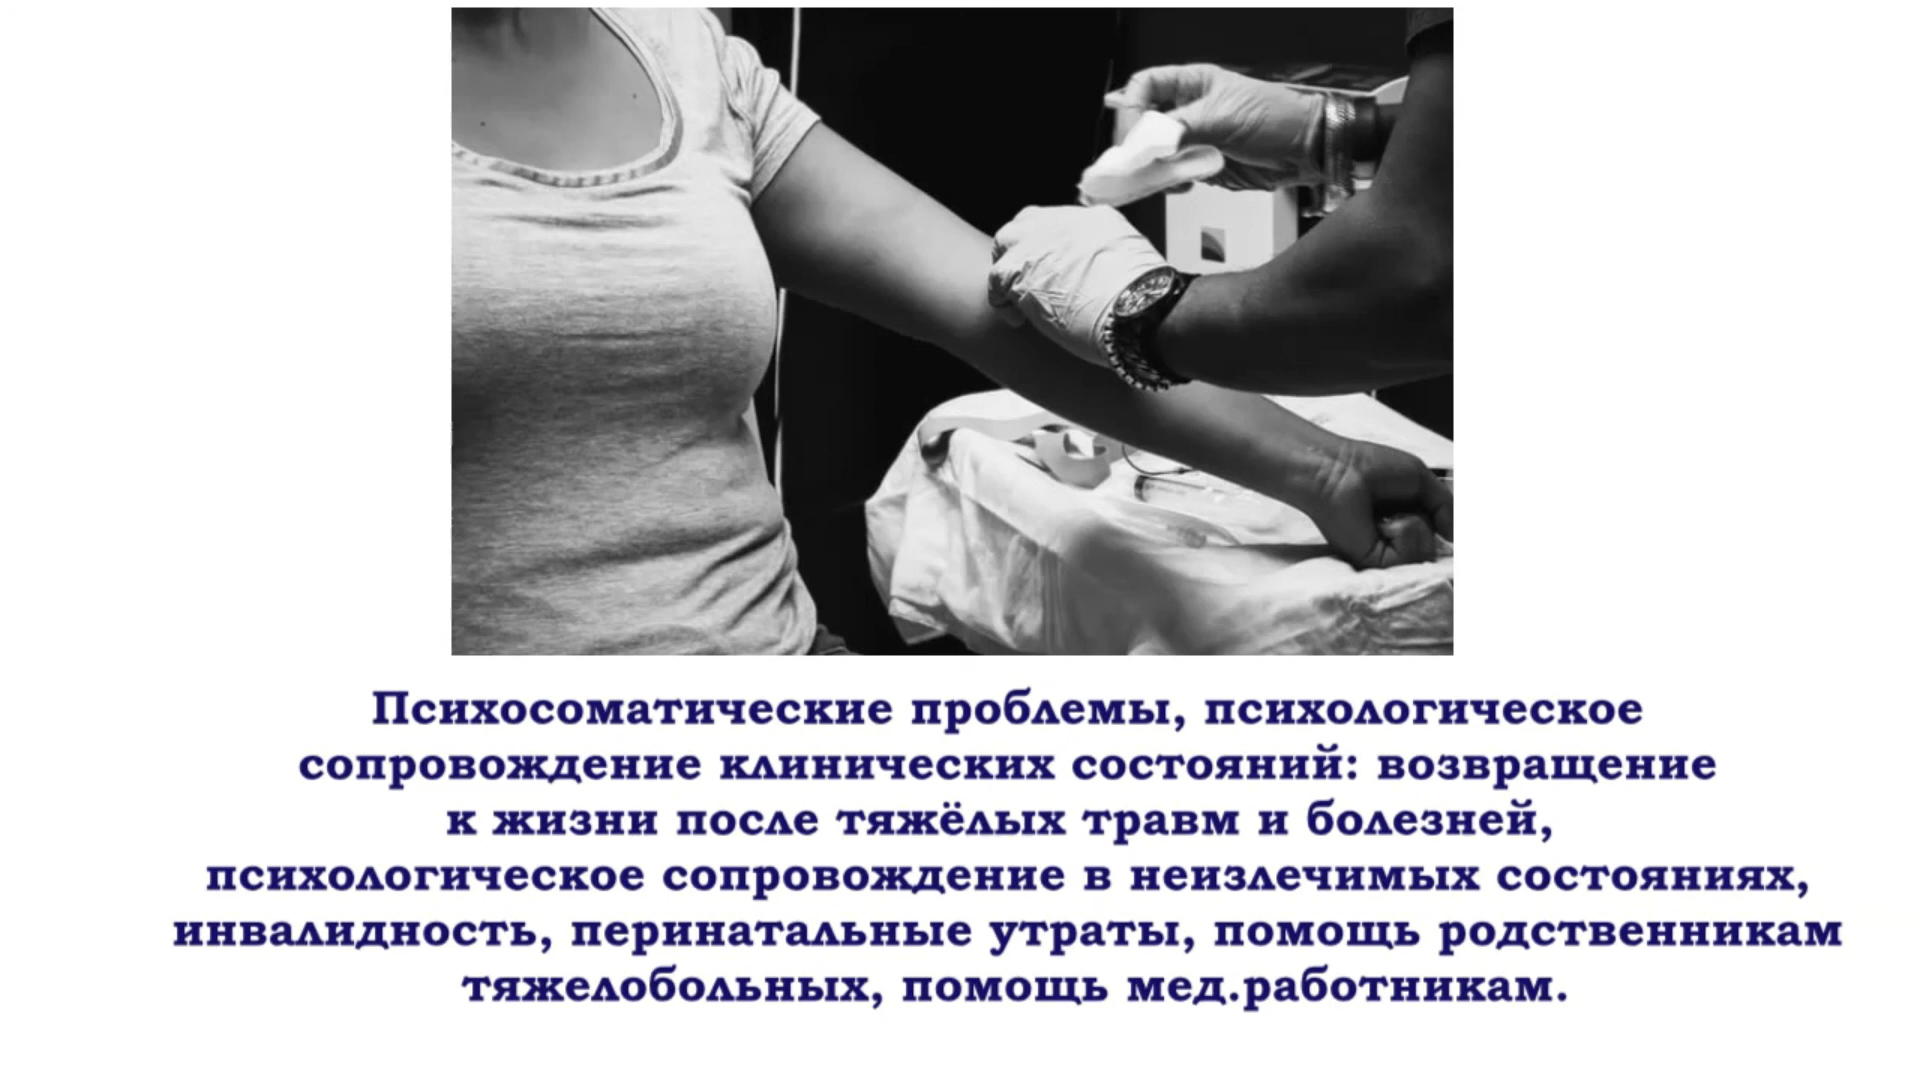 Психосоматические проблемы, психологическое
сопровождение клинических состояний: возвращение
к жизни после тяжёлых травм и болезней,
психологическое сопровождение в неизлечимых состояниях,
инвалидность, перинатальные утраты, помощь родственникам
тяжелобольных, помощь мед.работникам.